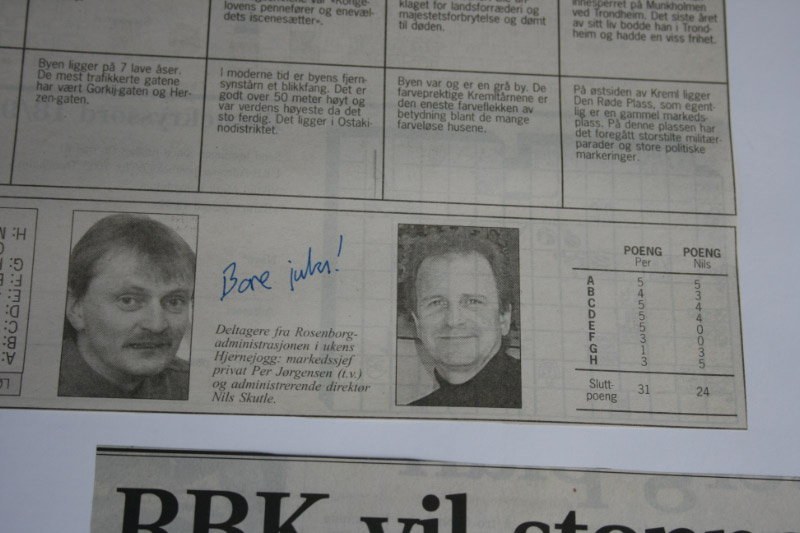 lovens pennefører og enevæl-
dets iscenesætter».
klaget for landsforræderi og
majestetsforbrytelse og dømt
til døden.
innesperret på Munkholmen
ved Trondheim. Det siste året
av sitt liv bodde han i Trond-
heim og hadde en viss frihet.
Byen ligger på 7 lave åser.
De mest trafikkerte gatene
har vært Gorkij-gaten og Her-
zen-gaten.
I moderne tid er byens fjern-
synstårn et blikkfang. Det er
godt over 50 meter høyt og
var verdens høyeste da det
sto ferdig. Det ligger i Ostaki-
nodistriktet.
Byen var og er en grå by. De
farveprektige Kremltårnene er
den eneste farveflekken av
betydning blant de mange
farveløse husene.
På østsiden av Kreml ligger
Den Røde Plass, som egent-
lig er en gammel markeds-
plass. På denne plassen har
det foregått storstilte militær-
parader og store politiske
markeringer.
Bare juks!
Deltagere fra Rosenborg-
administrasjonen i ukens
Hjernejogg: markedssjef
privat Per Jørgensen (t.v.)
og administrerende direktør
Nils Skutle.
POENG POENG
Per Nils
A 5 5
B 4 3
C 5 4
D 5 4
E 5 0
F 3 0
G 1 3
H 3 5
Slutt-
poeng 31 24
RBK vil